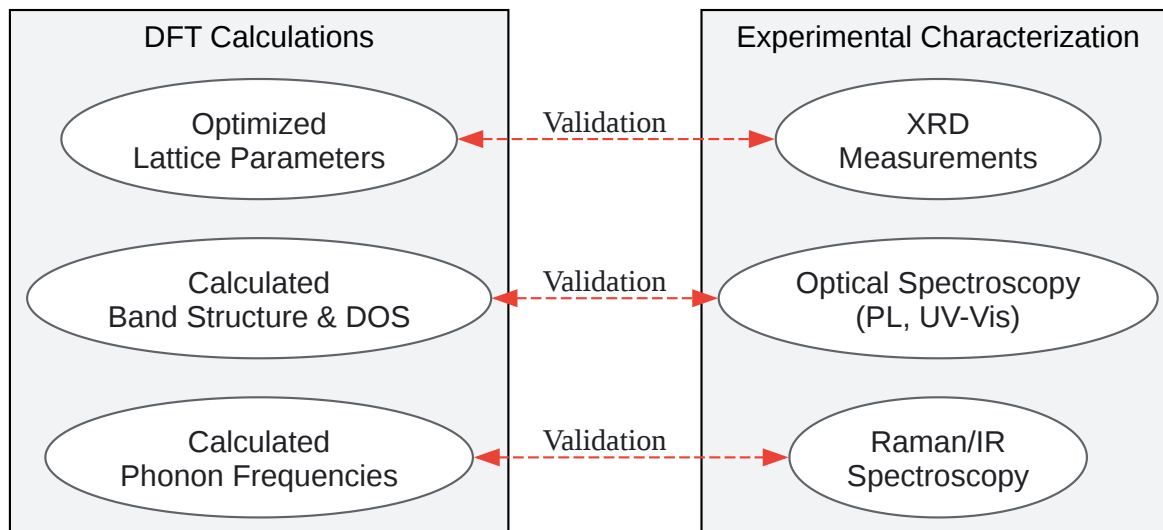 DFT Calculations
Experimental Characterization
Optimized
Lattice Parameters
Validation
XRD
Measurements
Calculated
Band Structure & DOS
Validation
Optical Spectroscopy
(PL, UV-Vis)
Calculated
Phonon Frequencies
Validation
Raman/IR
Spectroscopy